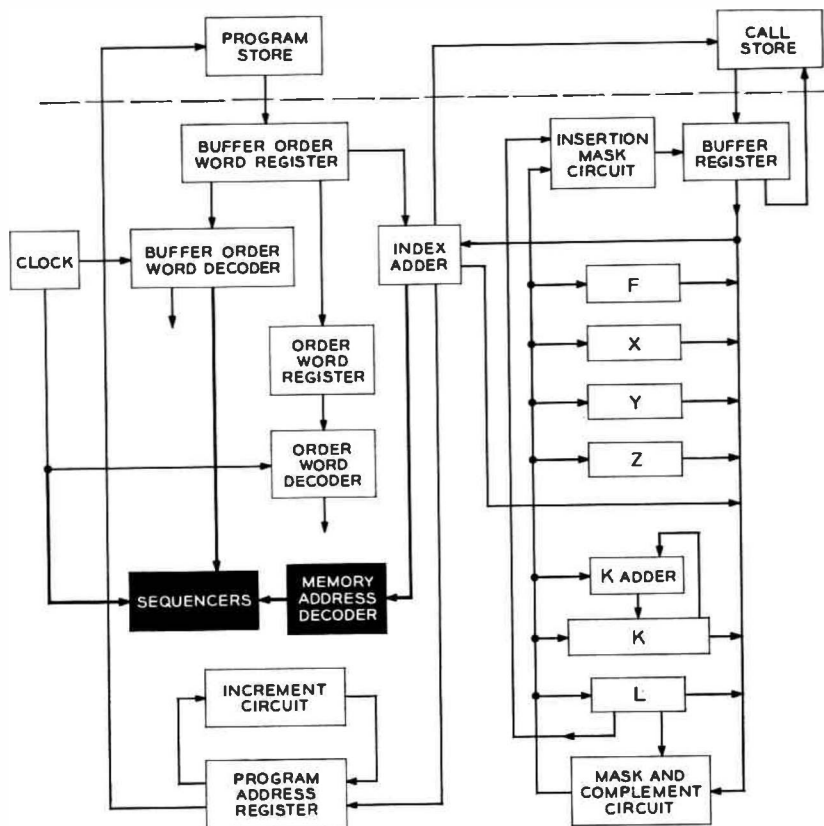 PROGRAM
STORE
CALL
STORE
BUFFER ORDER
WORD REGISTER
INSERTION
MASK
CIRCUIT
BUFFER
REGISTER
CLOCK
BUFFER ORDER
WORD DECODER
INDEX
ADDER
F
ORDER
WORD
REGISTER
X
Y
ORDER
WORD
DECODER
Z
SEQUENCERS
MEMORY
ADDRESS
DECODER
K ADDER
K
INCREMENT
CIRCUIT
L
PROGRAM
ADDRESS
REGISTER
MASK AND
COMPLEMENT
CIRCUIT